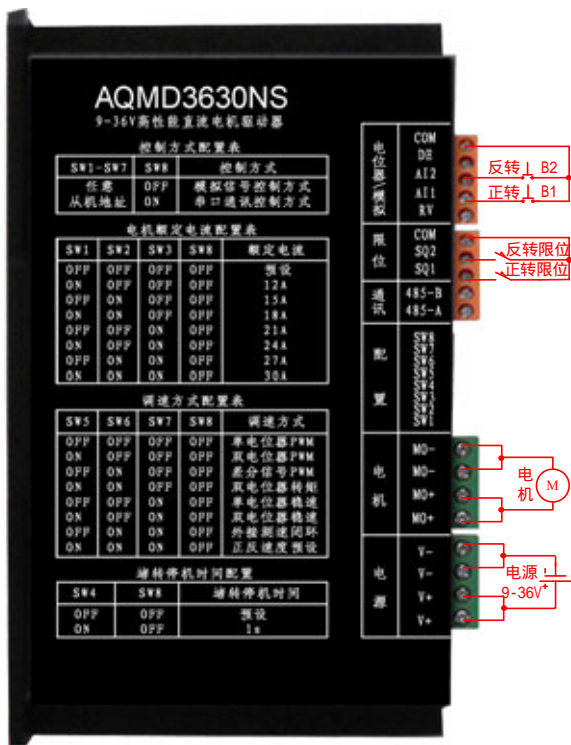 AQMD3630NS
9-36V高性能直流电机驱动器
控制方式配置表
SW1-SW7 SW8 控制方式
任意 OFF 模拟信号控制方式
从机地址 ON 串口通讯控制方式
电机额定电流配置表
SW1 SW2 SW3 SW8 额定电流
OFF OFF OFF OFF 预设
ON OFF OFF OFF 12A
OFF ON OFF OFF 15A
ON ON OFF OFF 18A
OFF OFF ON OFF 21A
ON OFF ON OFF 24A
OFF ON ON OFF 27A
ON ON ON OFF 30A
调速方式配置表
SW5 SW6 SW7 SW8 调速方式
OFF OFF OFF OFF 单电位器PWM
ON OFF OFF OFF 双电位器PWM
OFF ON OFF OFF 差分信号PWM
ON ON OFF OFF 双电位器转矩
OFF OFF ON OFF 单电位器稳速
ON OFF ON OFF 双电位器稳速
OFF ON ON OFF 外接测速闭环
ON ON ON OFF 正反速度预设
堵转停机时间配置
SW4 SW8 堵转停机时间
OFF OFF 预设
ON OFF 1s
电位器/模拟
COM
DE
AI2 反转 B2
AI1 正转 B1
RV
限位
COM
SQ2 反转限位
SQ1 正转限位
通讯
485-B
485-A
配置
SW8
SW7
SW6
SW5
SW4
SW3
SW2
SW1
电机
MO-
MO-
MO+
MO+
电机
M
电源
V-
V-
V+
V+
电源
9-36V
+